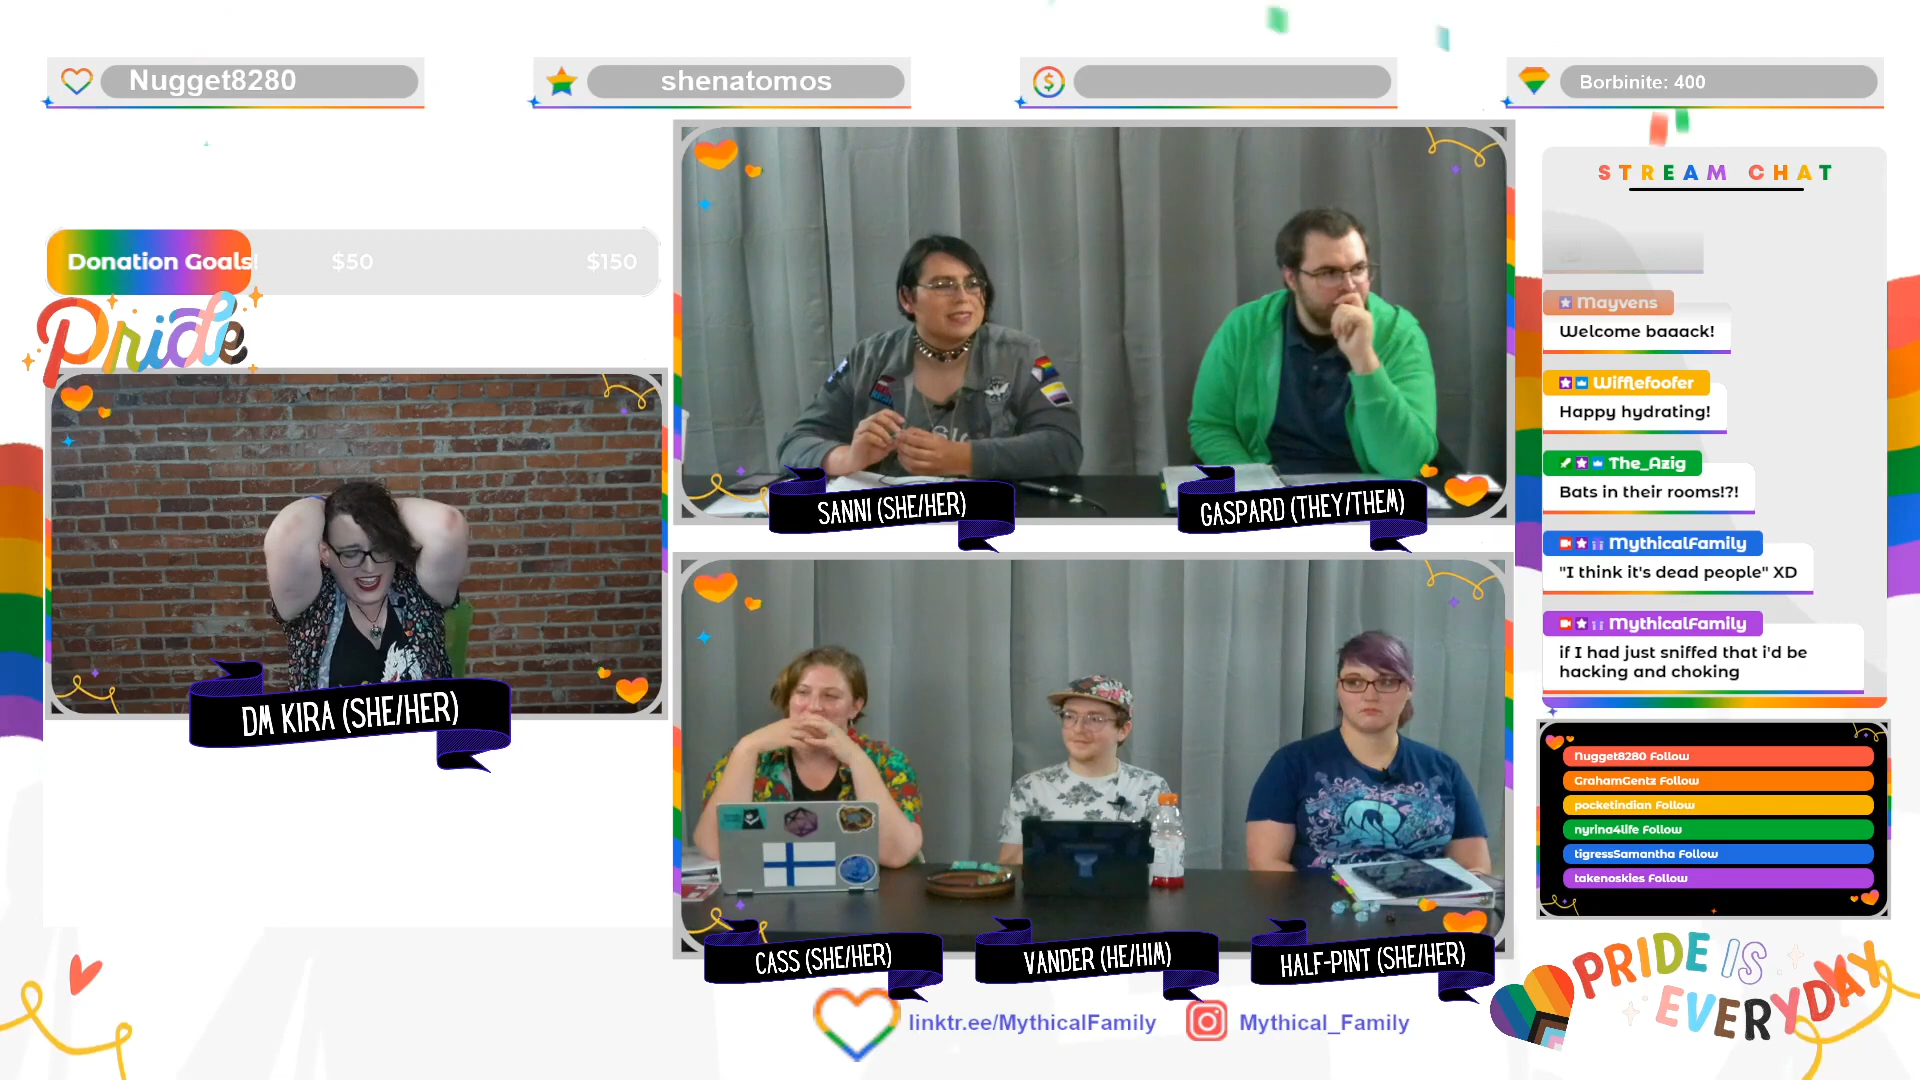 Nugget8280
shenatomos
Borbinite: 400
Donation Goals!
$50
$150
Pride
DM KIRA (SHE/HER)
SANNI (SHE/HER)
GASPARD (THEY/THEM)
CASS (SHE/HER)
VANDER (HE/HIM)
HALF-PINT (SHE/HER)
linktr.ee/MythicalFamily
Mythical_Family
STREAM CHAT
Mayvens
Welcome baaack!
Wifflefoofer
Happy hydrating!
The_Azig
Bats in their rooms!?!
MythicalFamily
"I think it's dead people" XD
MythicalFamily
if I had just sniffed that i'd be
hacking and choking
Nugget8280 Follow
GrahamGentz Follow
pocketindian Follow
nyrina4life Follow
tigressSamantha Follow
takenoskies Follow
PRIDE IS
EVERYDAY